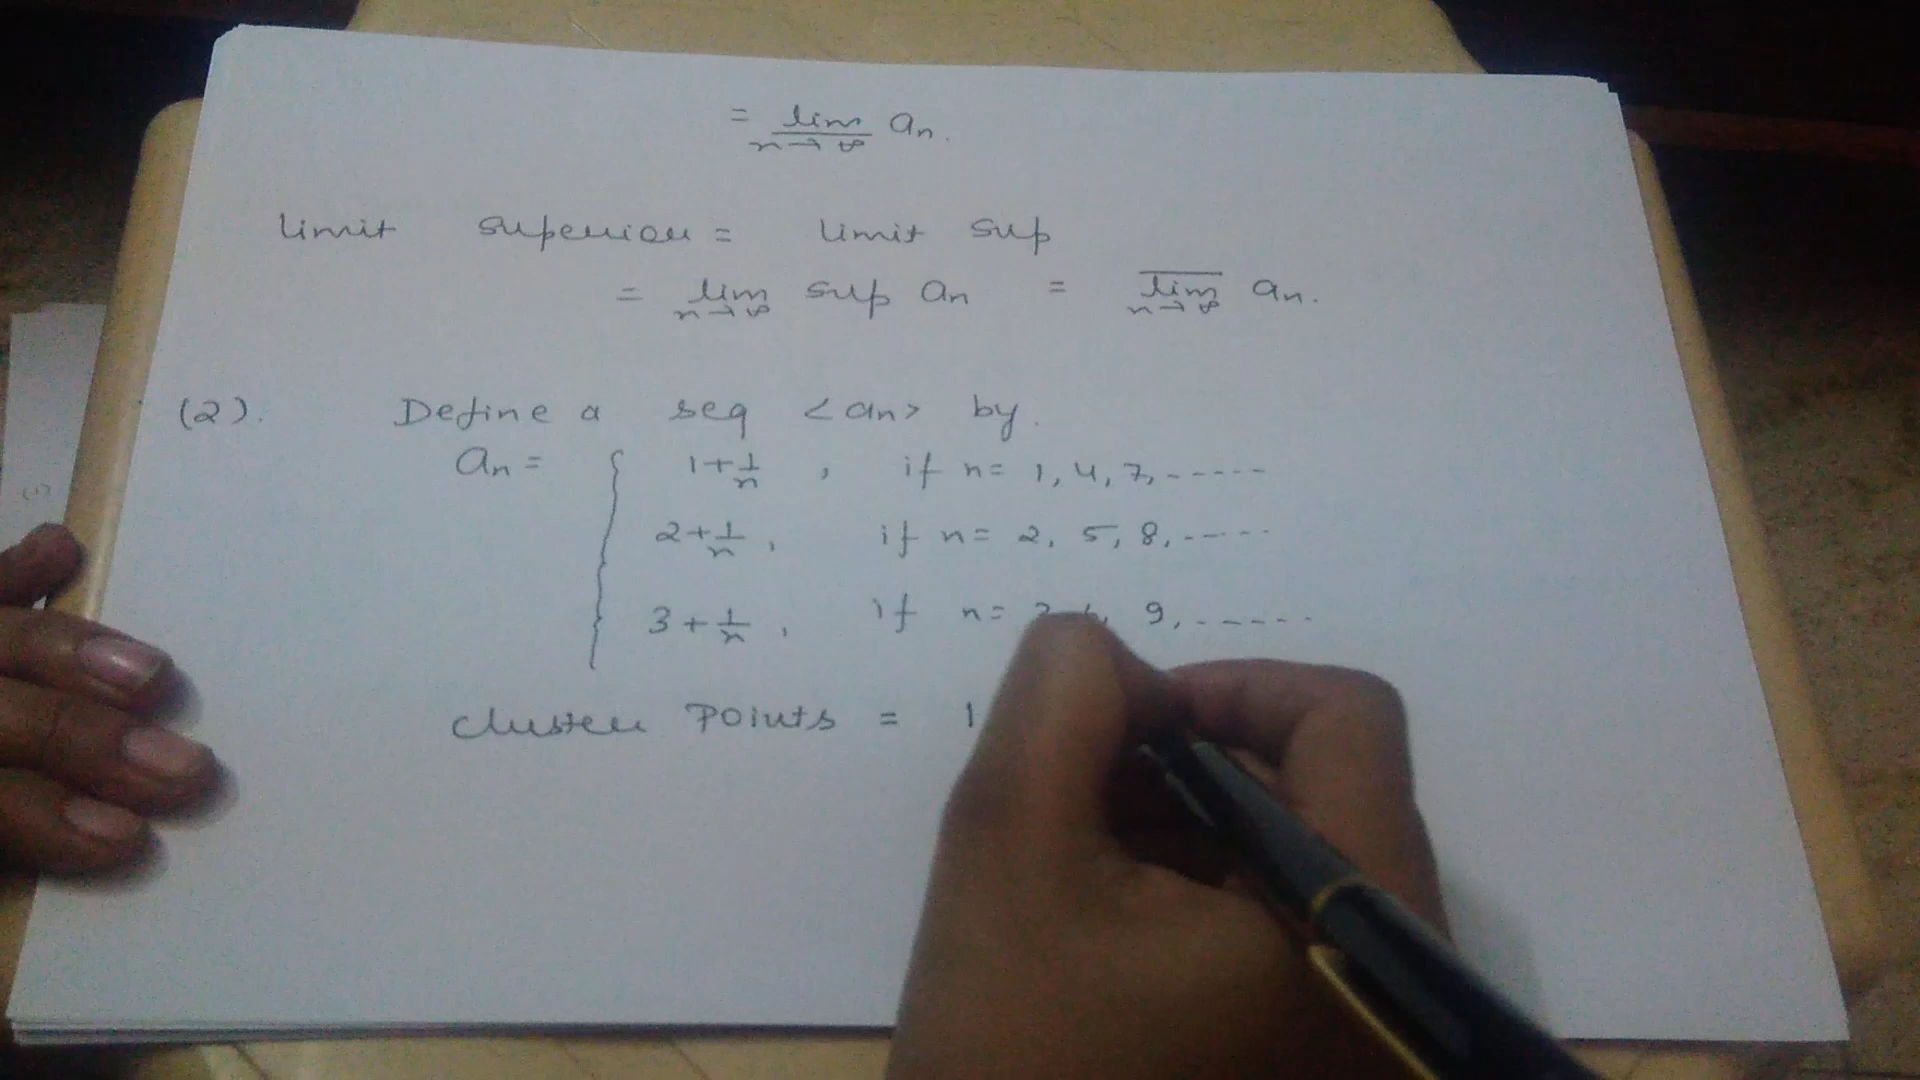 = lim n→∞ an.
limit superior = limit sup
= lim n→∞ sup an = lim n→∞ an.
(2). Define a seq <an> by.
an = { 1+1/n , if n = 1, 4, 7, -----
2+1/n , if n = 2, 5, 8, -----
3+1/n , if n = 9, ------
cluster points = 1